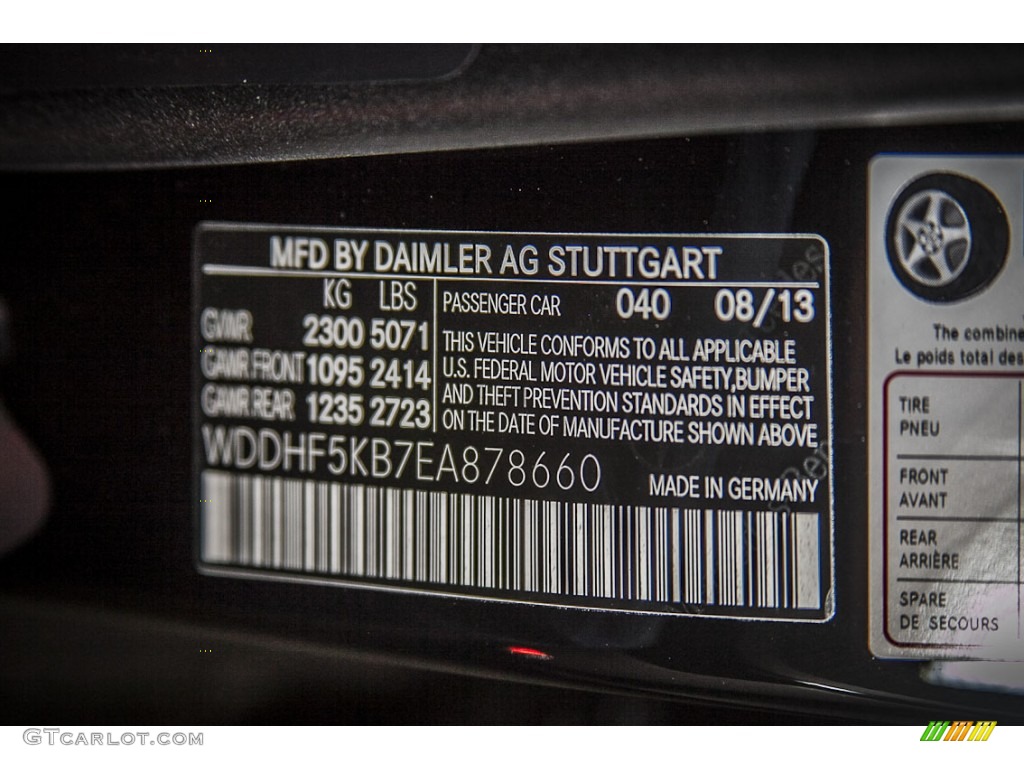 MFD BY DAIMLER AG STUTTGART
KG LBS
GVWR 2300 5071
GAWR FRONT 1095 2414
GAWR REAR 1235 2723
PASSENGER CAR 040 08/13
THIS VEHICLE CONFORMS TO ALL APPLICABLE
U.S. FEDERAL MOTOR VEHICLE SAFETY,BUMPER
AND THEFT PREVENTION STANDARDS IN EFFECT
ON THE DATE OF MANUFACTURE SHOWN ABOVE
WDDHF5KB7EA878660
MADE IN GERMANY
The combine
Le poids total des
TIRE
PNEU
FRONT
AVANT
REAR
ARRIÈRE
SPARE
DE SECOURS
GTCARLOT.COM